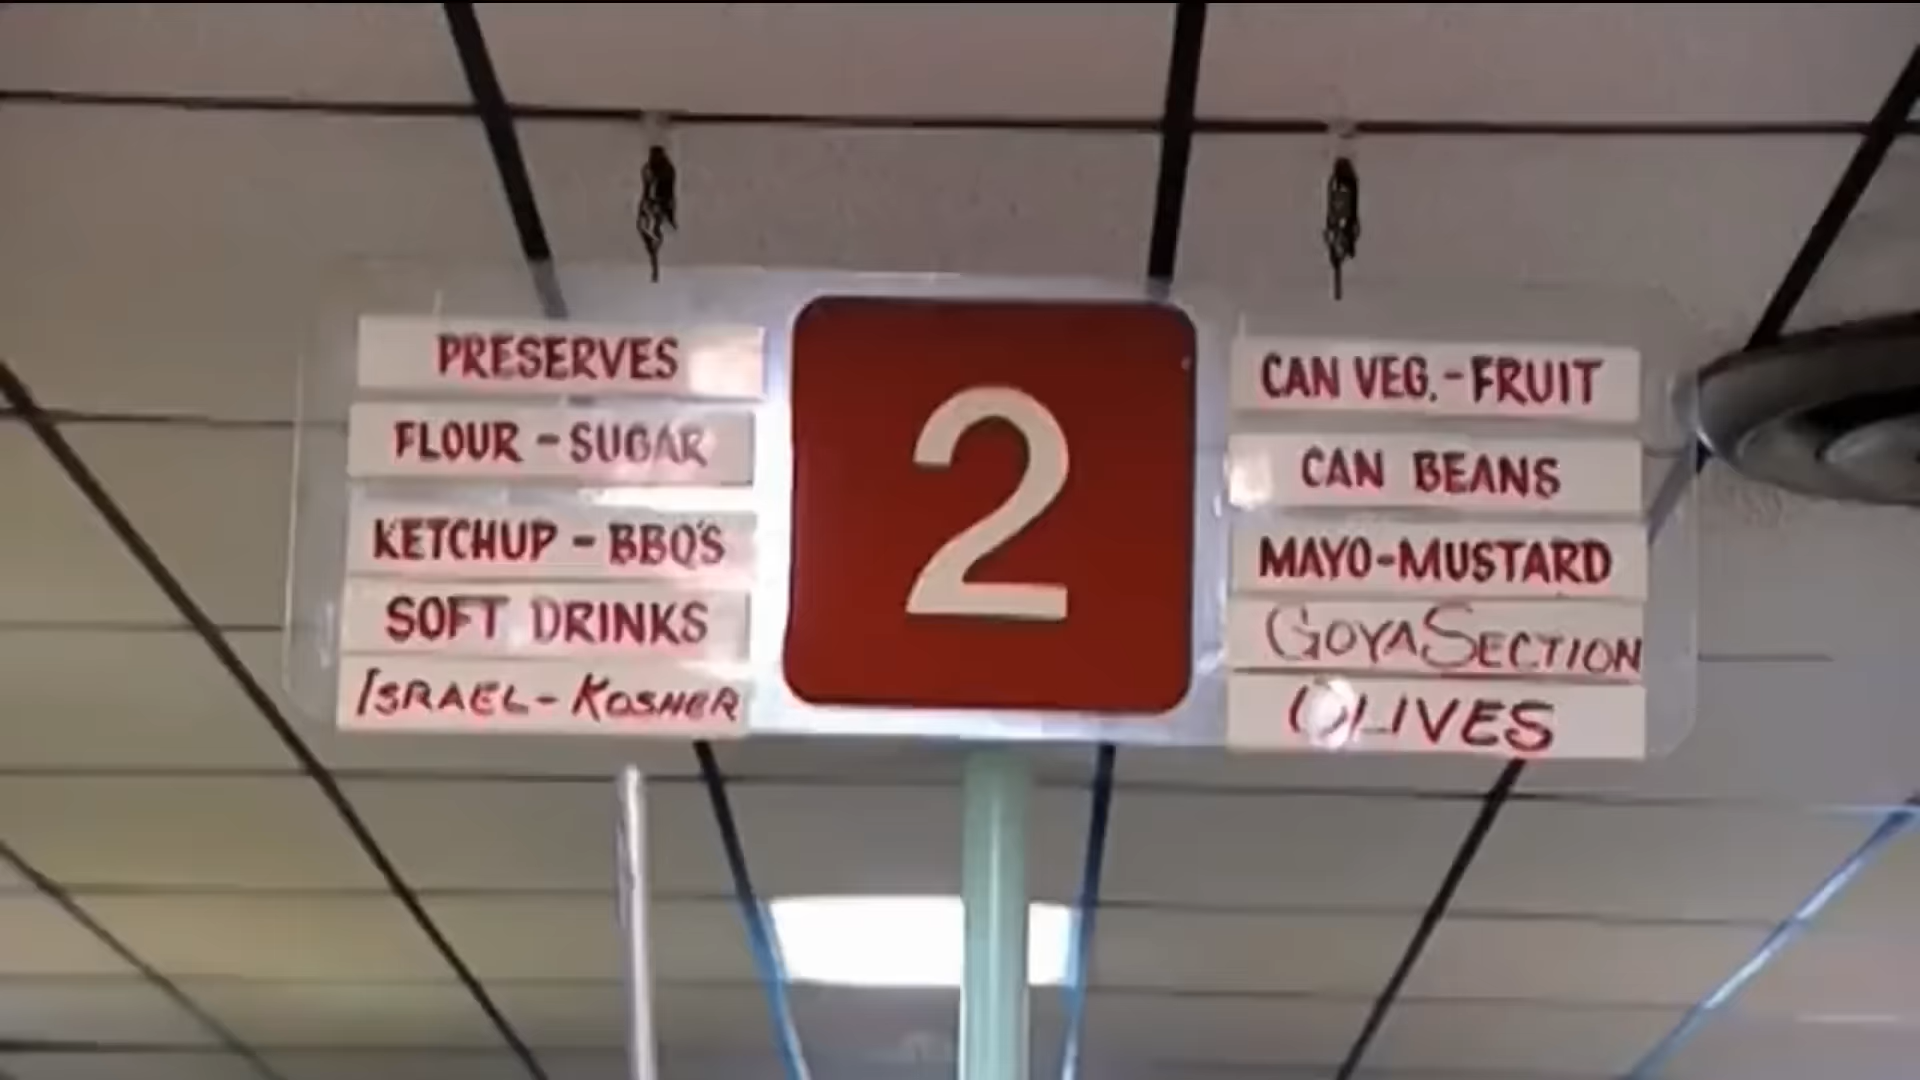 PRESERVES
FLOUR - SUGAR
KETCHUP - BBQ'S
SOFT DRINKS
ISRAEL - KOSHER
2
CAN VEG. - FRUIT
CAN BEANS
MAYO-MUSTARD
GOYA SECTION
OLIVES